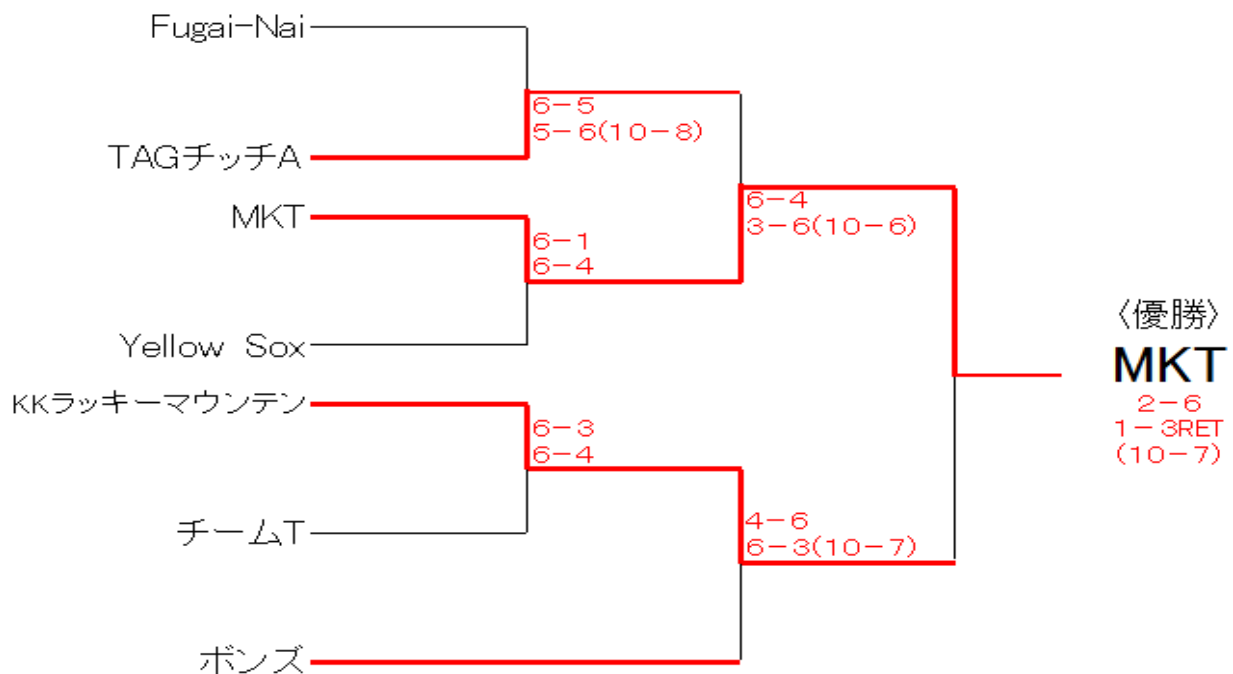 Fugai-Nai
6-5
5-6(10-8)
TAGチッチA
MKT
6-4
3-6(10-6)
6-1
6-4
Yellow Sox
〈優勝〉
MKT
2-6
1-3RET
(10-7)
KKラッキーマウンテン
6-3
6-4
チームT
4-6
6-3(10-7)
ボンズ